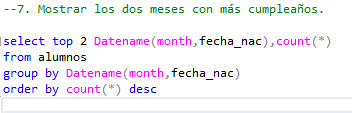 --7. Mostrar los dos meses con más cumpleaños.
select top 2 Datename(month,fecha_nac),count(*)
from alumnos
group by Datename(month,fecha_nac)
order by count(*) desc